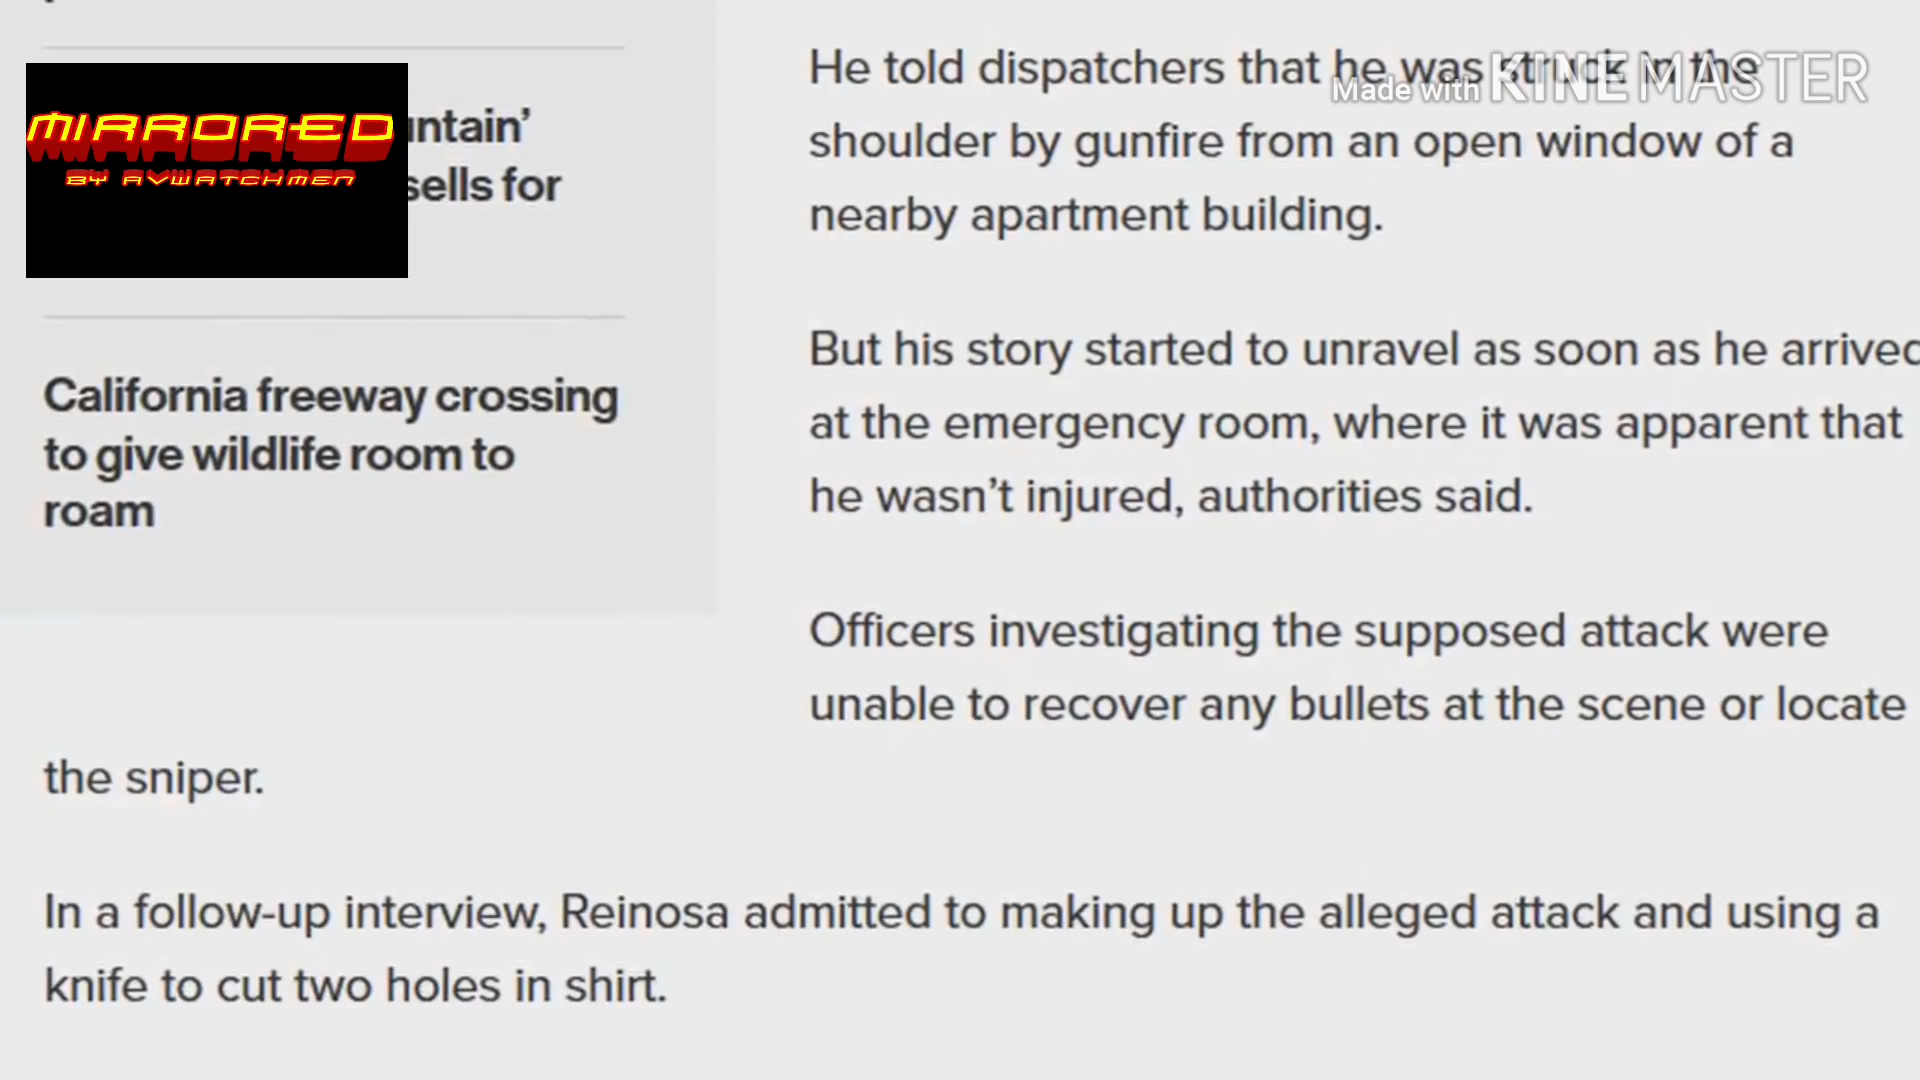 MIRRORED
BY AVWATCHMEN
Made with KINEMASTER
untain’
sells for
California freeway crossing
to give wildlife room to
roam
He told dispatchers that he was struck in the
shoulder by gunfire from an open window of a
nearby apartment building.
But his story started to unravel as soon as he arrived
at the emergency room, where it was apparent that
he wasn’t injured, authorities said.
Officers investigating the supposed attack were
unable to recover any bullets at the scene or locate
the sniper.
In a follow-up interview, Reinosa admitted to making up the alleged attack and using a
knife to cut two holes in shirt.